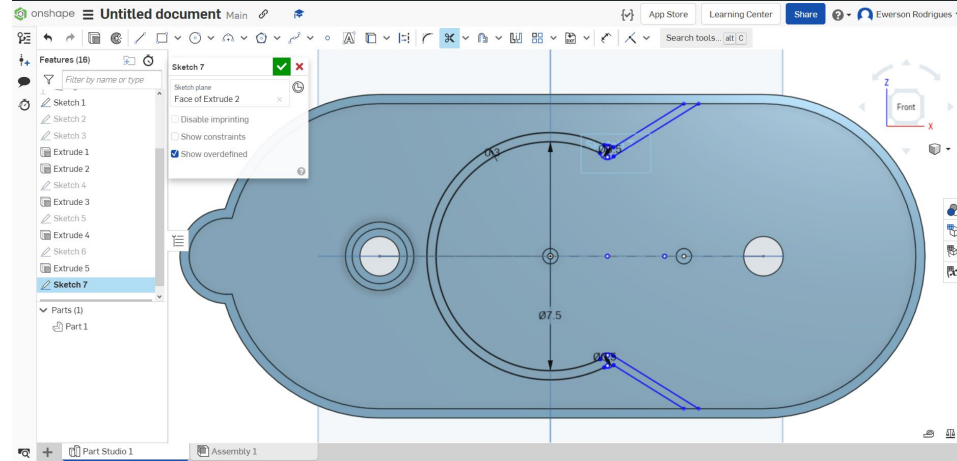 onshape Untitled document Main App Store Learning Center Share Ewerson Rodrigues
Search tools... alt C
Features (16)
Filter by name or type
Sketch 1
Sketch 2
Sketch 3
Extrude 1
Extrude 2
Sketch 4
Extrude 3
Sketch 5
Extrude 4
Sketch 6
Extrude 5
Sketch 7
Parts (1)
Part 1
Sketch 7
Sketch plane
Face of Extrude 2
Disable imprinting
Show constraints
Show overdefined
Z
Front
X
0.3
Ø7.5
Part Studio 1 Assembly 1